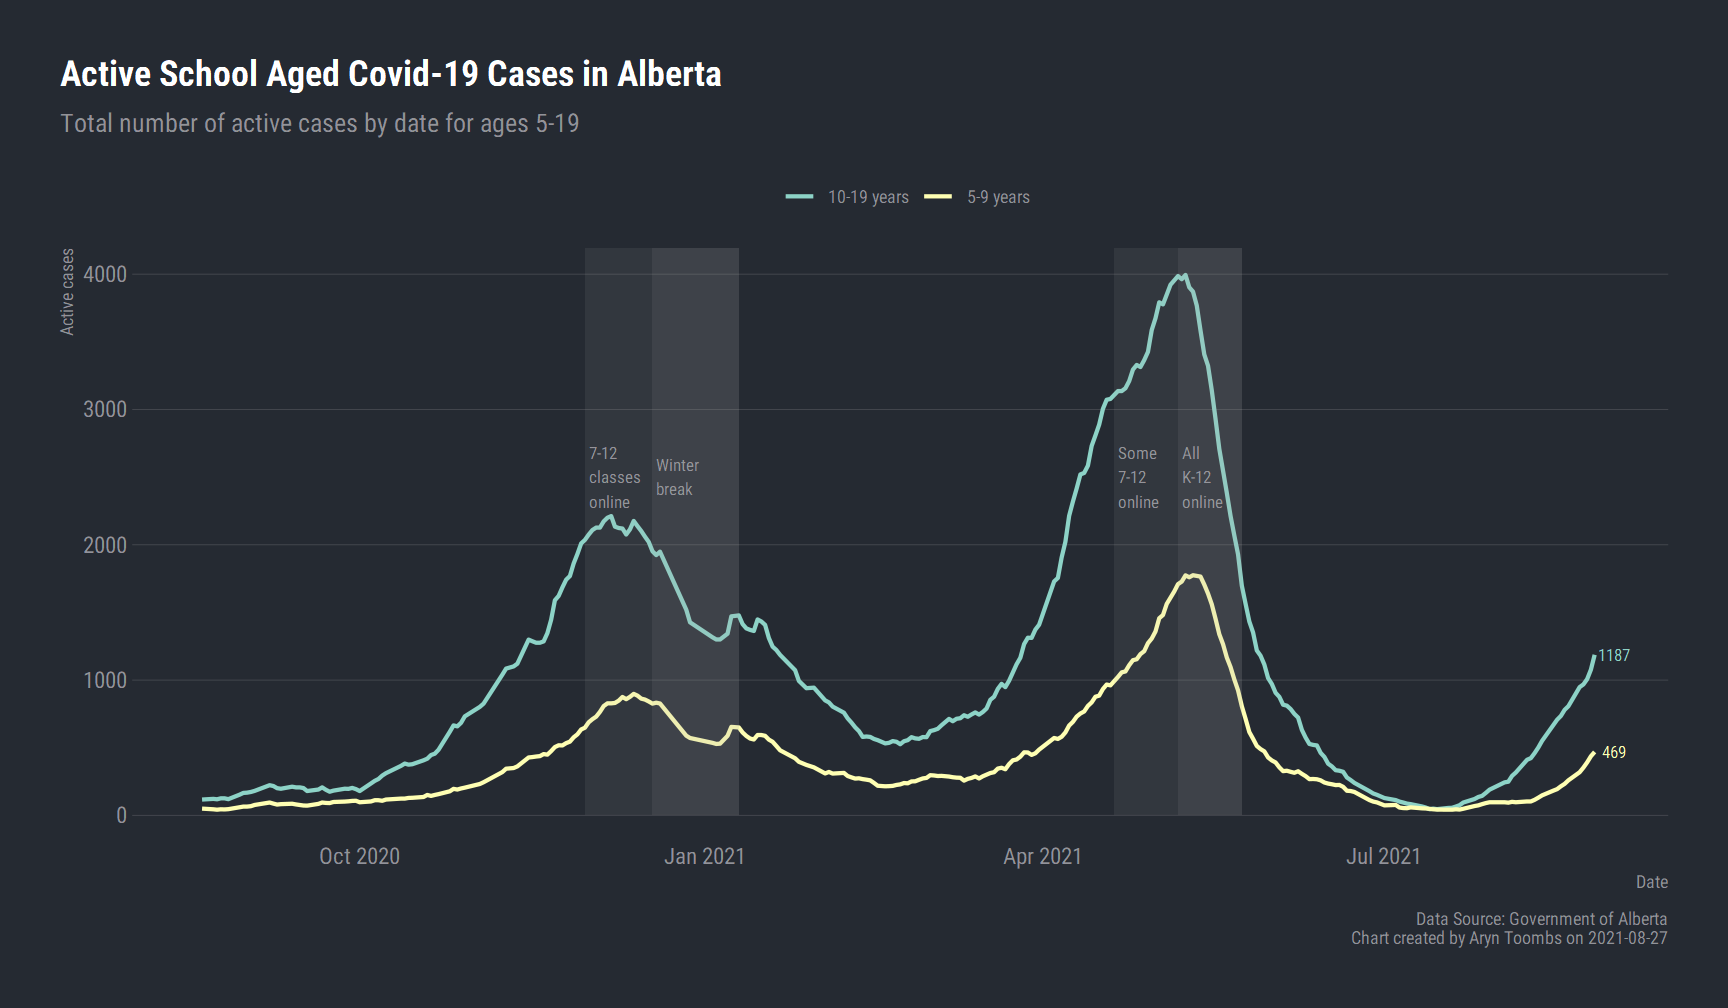 Active School Aged Covid-19 Cases in Alberta
Total number of active cases by date for ages 5-19
10-19 years
5-9 years
Active cases
4000
3000
2000
1000
0
7-12
classes
online
Winter
break
Some
7-12
online
All
K-12
online
1187
469
Oct 2020
Jan 2021
Apr 2021
Jul 2021
Date
Data Source: Government of Alberta
Chart created by Aryn Toombs on 2021-08-27